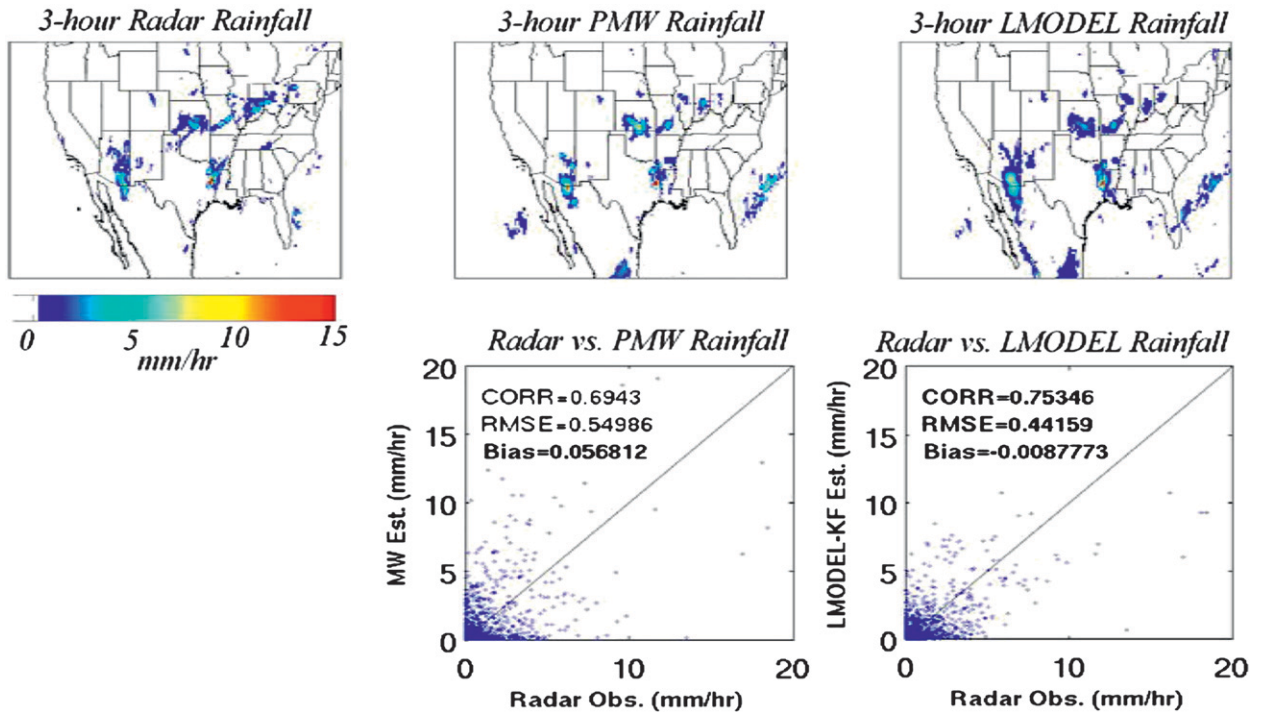 3-hour Radar Rainfall
3-hour PMW Rainfall
3-hour LMODEL Rainfall
0 5 10 15
mm/hr
Radar vs. PMW Rainfall
20
15
10
5
0
MW Est. (mm/hr)
CORR=0.6943
RMSE=0.54986
Bias=0.056812
0 10 20
Radar Obs. (mm/hr)
Radar vs. LMODEL Rainfall
20
15
10
5
0
LMODEL-KF Est. (mm/hr)
CORR=0.75346
RMSE=0.44159
Bias=-0.0087773
0 10 20
Radar Obs. (mm/hr)